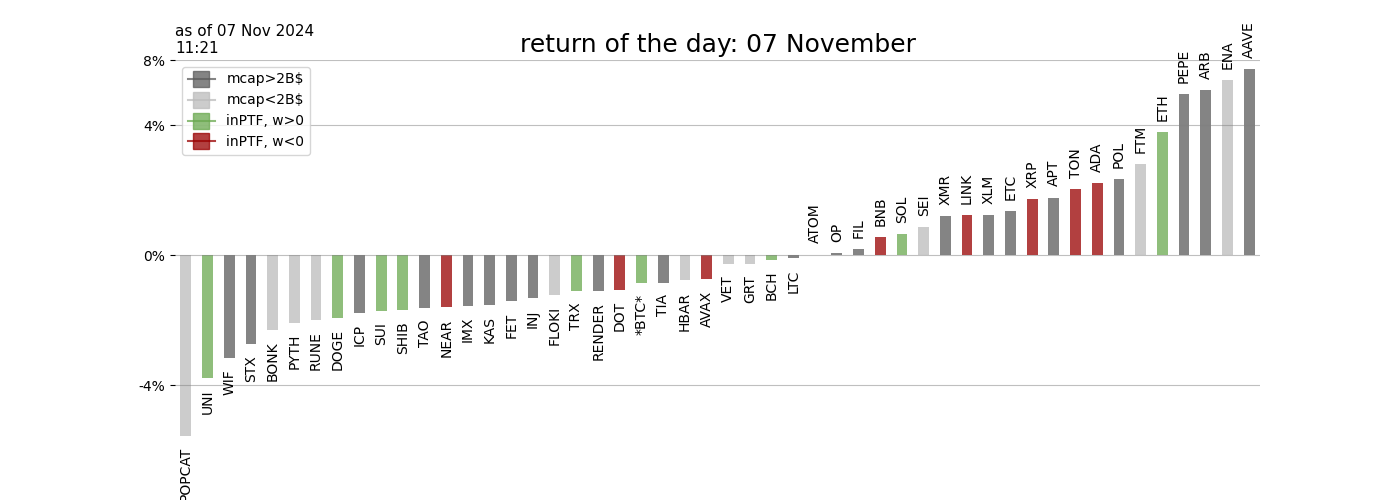 as of 07 Nov 2024
11:21
return of the day: 07 November
8%
4%
0%
-4%
mcap>2B$
mcap<2B$
inPTF, w>0
inPTF, w<0
POPCAT
UNI
WIF
STX
BONK
PYTH
RUNE
DOGE
ICP
SUI
SHIB
TAO
NEAR
IMX
KAS
FET
INJ
FLOKI
TRX
RENDER
DOT
*BTC*
TIA
HBAR
AVAX
VET
GRT
BCH
LTC
ATOM
OP
FIL
BNB
SOL
SEI
XMR
LINK
XLM
ETC
XRP
APT
TON
ADA
POL
FTM
ETH
PEPE
ARB
ENA
AAVE